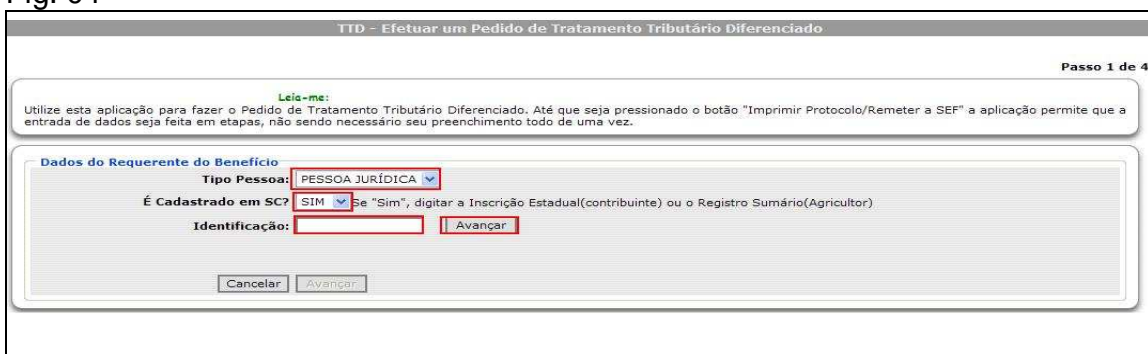 TTD - Efetuar um Pedido de Tratamento Tributário Diferenciado
Passo 1 de 4
Leia-me:
Utilize esta aplicação para fazer o Pedido de Tratamento Tributário Diferenciado. Até que seja pressionado o botão "Imprimir Protocolo/Remeter a SEF" a aplicação permite que a
entrada de dados seja feita em etapas, não sendo necessário seu preenchimento todo de uma vez.
Dados do Requerente do Benefício
Tipo Pessoa: PESSOA JURÍDICA
É Cadastrado em SC? SIM Se "Sim", digitar a Inscrição Estadual(contribuinte) ou o Registro Sumário(Agricultor)
Identificação: Avançar
Cancelar Avançar